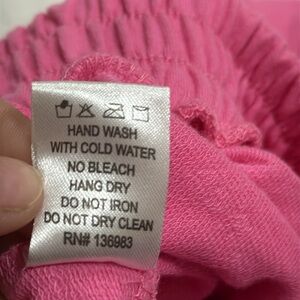 HAND WASH
WITH COLD WATER
NO BLEACH
HANG DRY
DO NOT IRON
DO NOT DRY CLEAN
RN# 136983